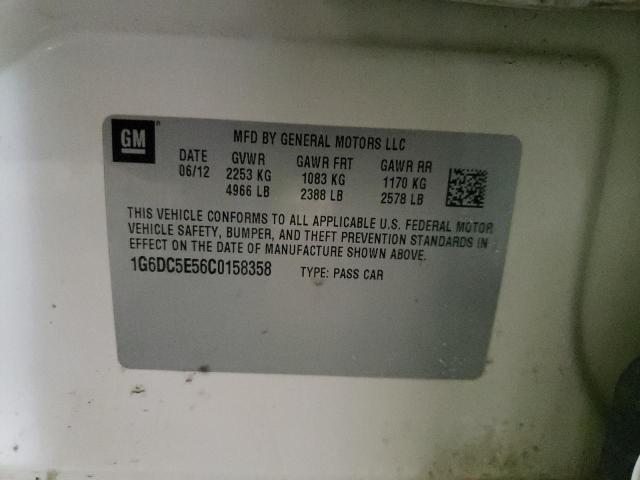 GM
MFD BY GENERAL MOTORS LLC
DATE GVWR GAWR FRT GAWR RR
06/12 2253 KG 1083 KG 1170 KG
4966 LB 2388 LB 2578 LB
THIS VEHICLE CONFORMS TO ALL APPLICABLE U.S. FEDERAL MOTOR
VEHICLE SAFETY, BUMPER, AND THEFT PREVENTION STANDARDS IN
EFFECT ON THE DATE OF MANUFACTURE SHOWN ABOVE.
1G6DC5E56C0158358 TYPE: PASS CAR